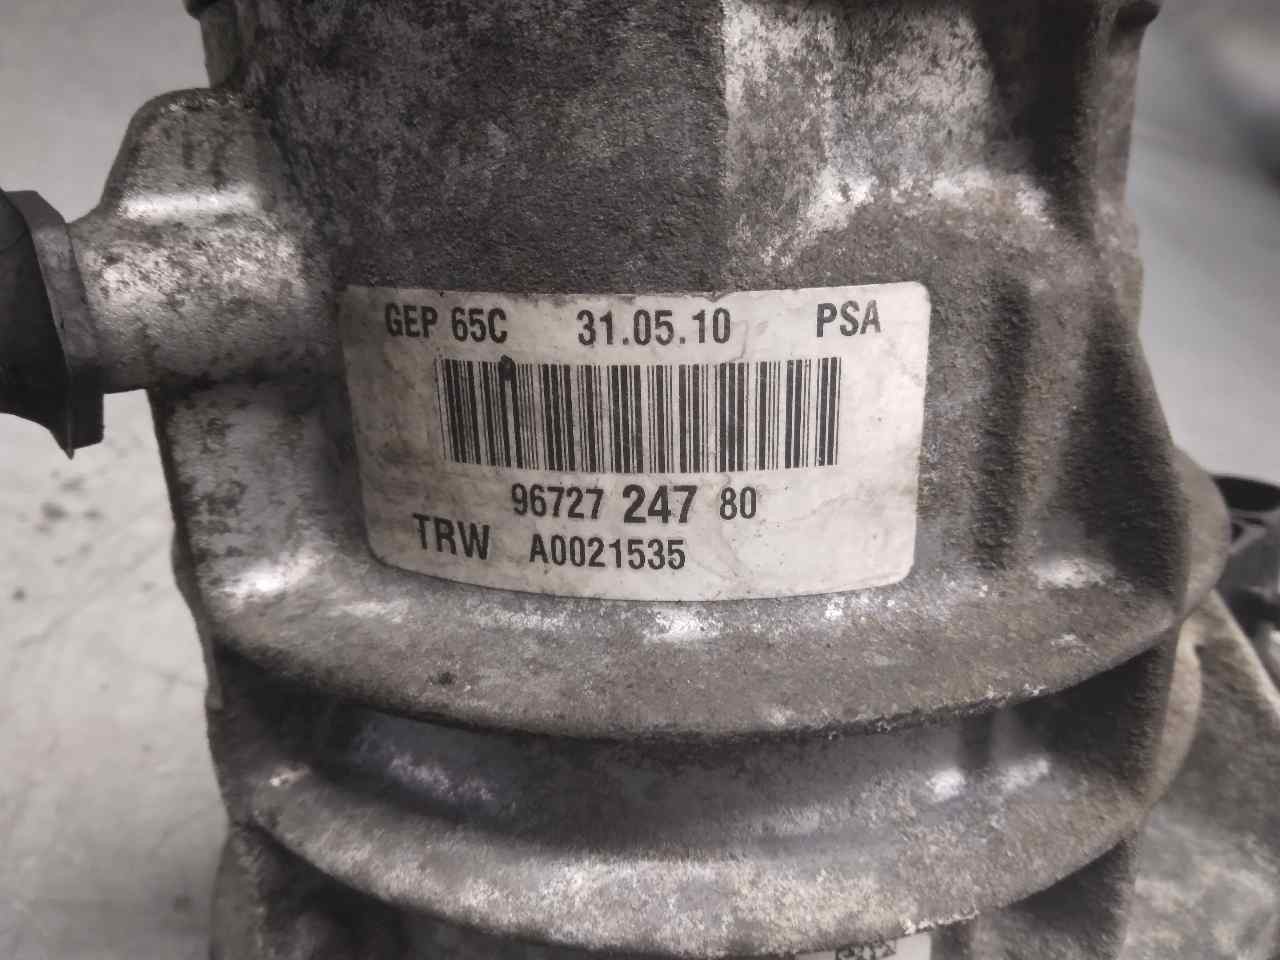 GEP 65C 31.05.10 PSA
96727 247 80
TRW A0021535